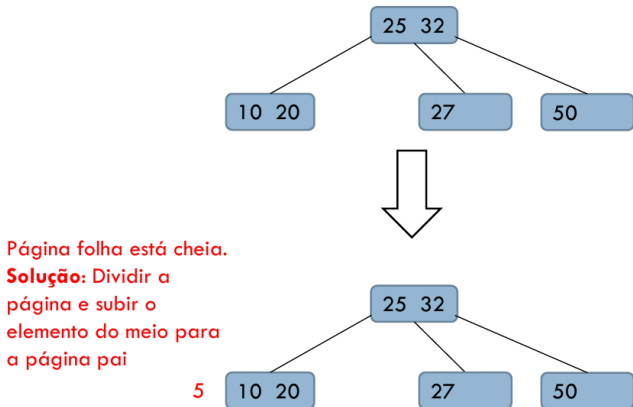 25 32
10 20
27
50
Página folha está cheia.
Solução: Dividir a
página e subir o
elemento do meio para
a página pai
25 32
5
10 20
27
50